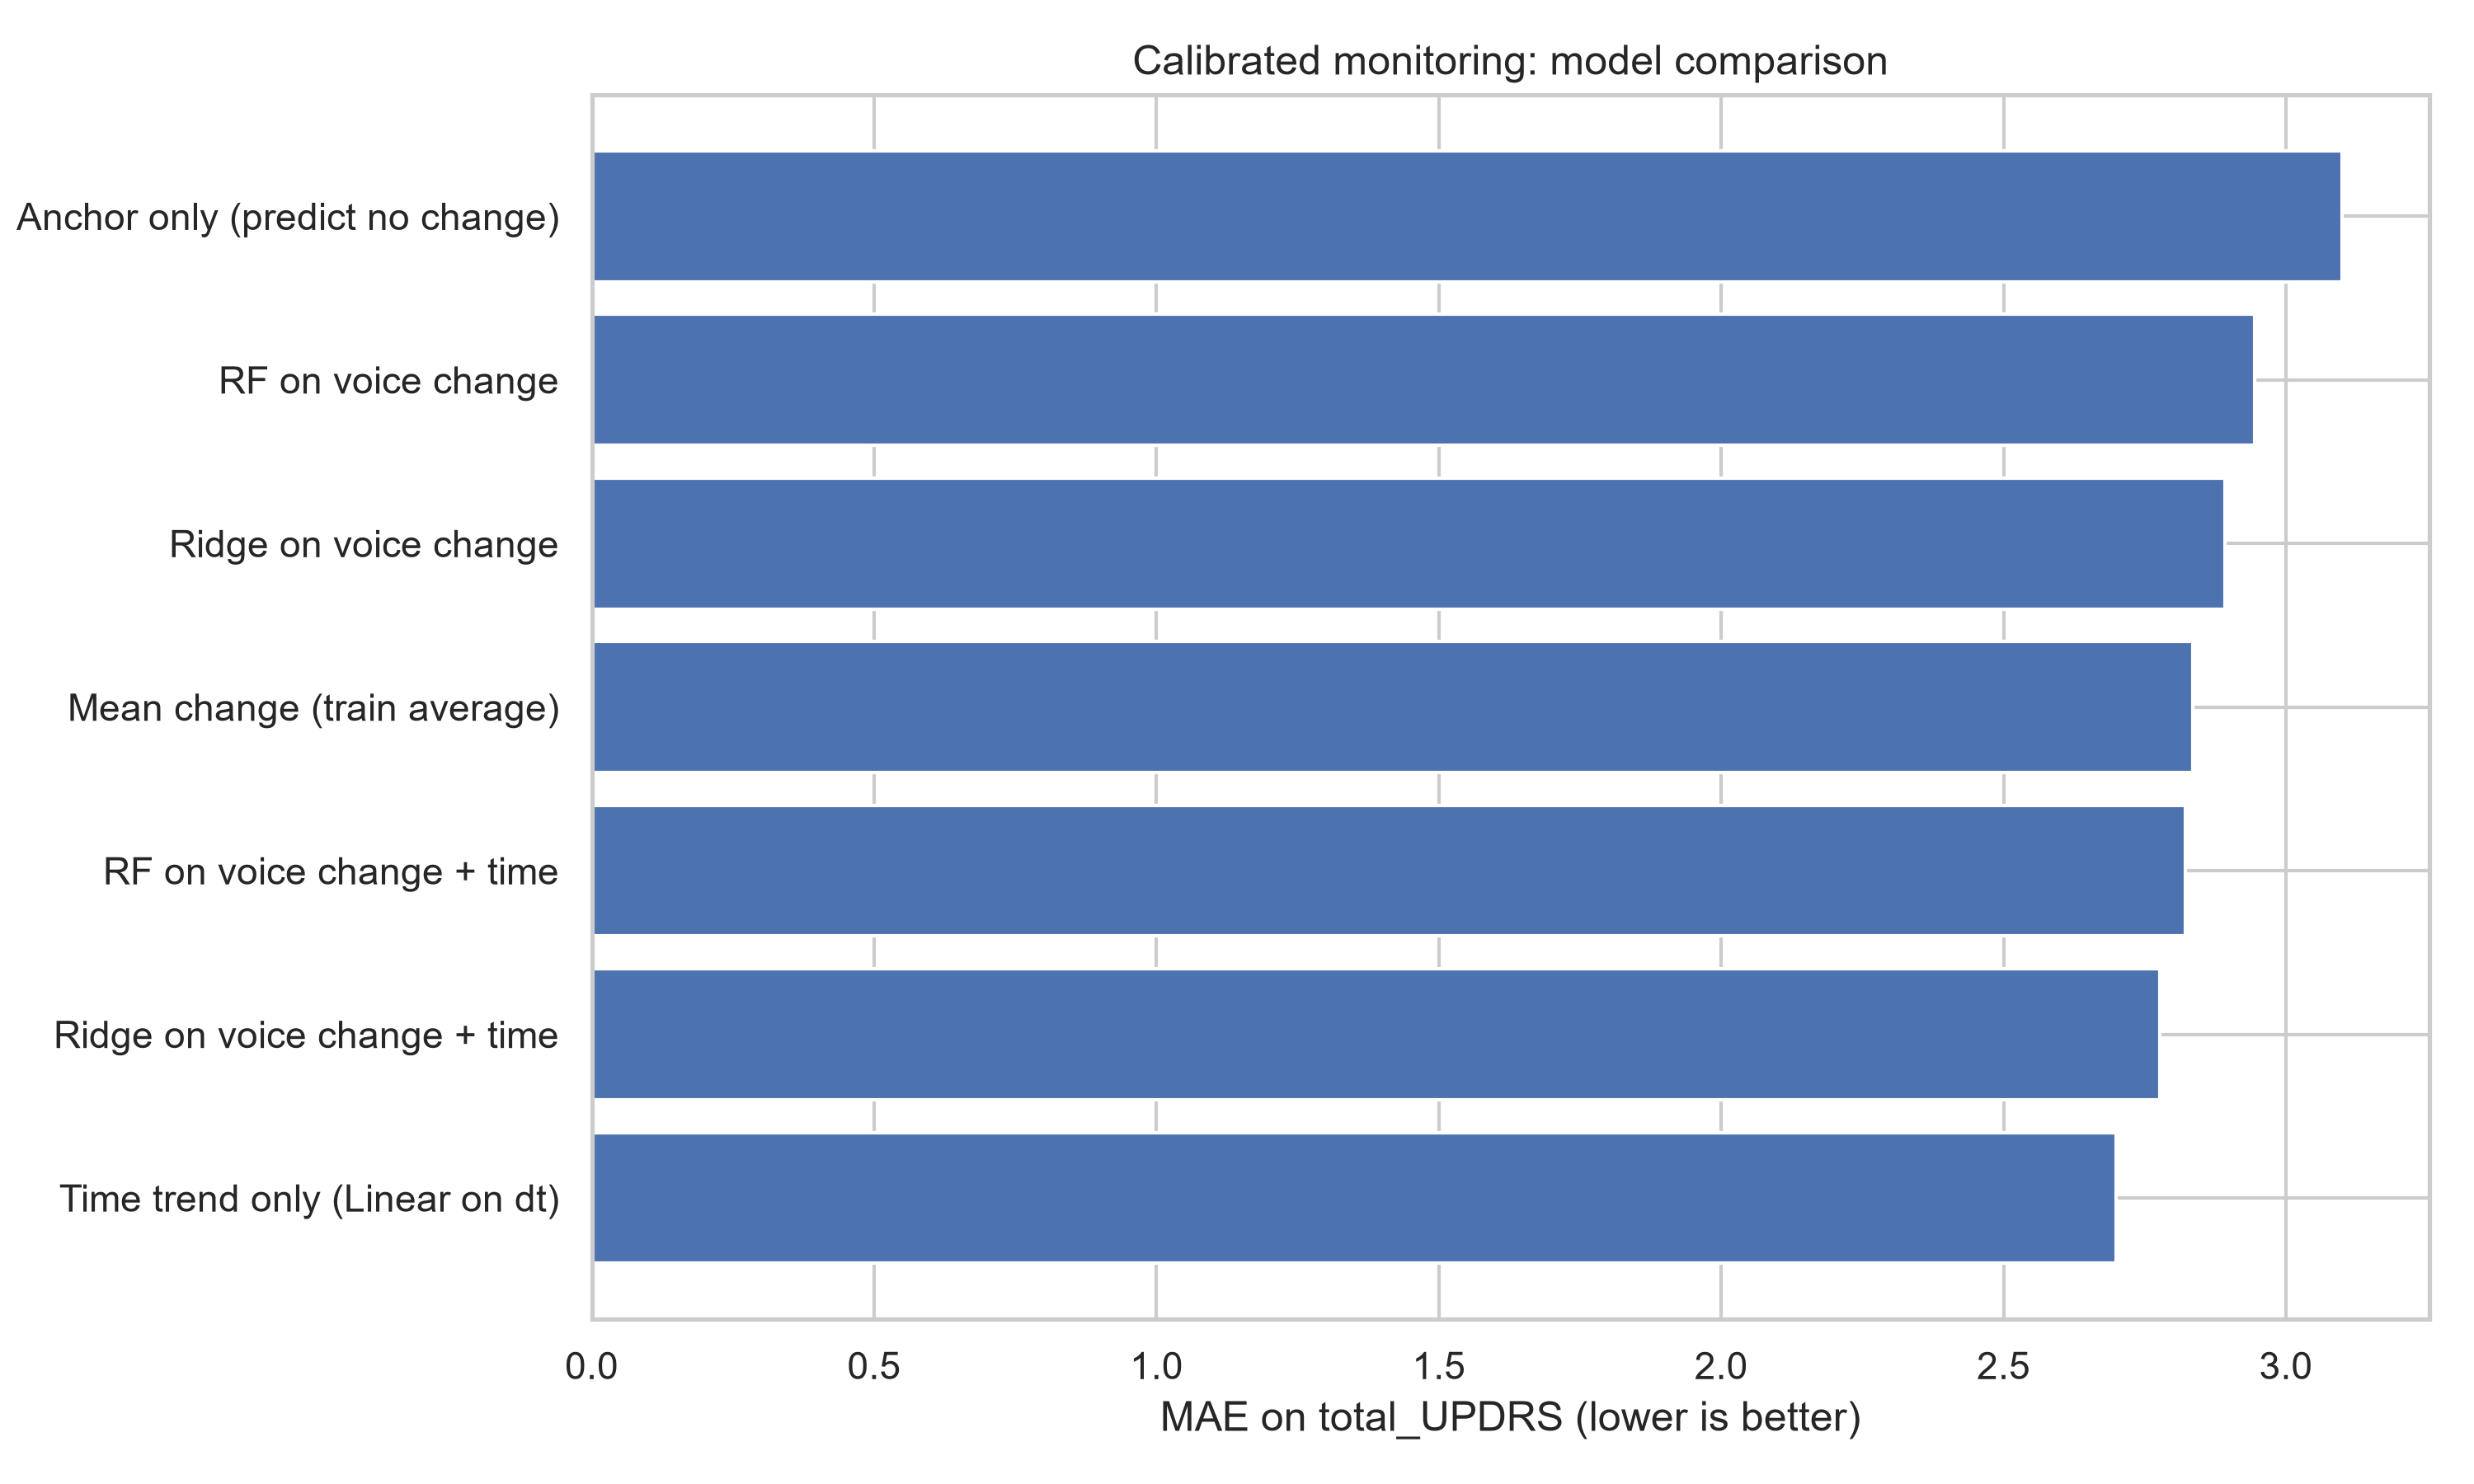 Calibrated monitoring: model comparison
Anchor only (predict no change)
RF on voice change
Ridge on voice change
Mean change (train average)
RF on voice change + time
Ridge on voice change + time
Time trend only (Linear on dt)
0.0 0.5 1.0 1.5 2.0 2.5 3.0
MAE on total_UPDRS (lower is better)